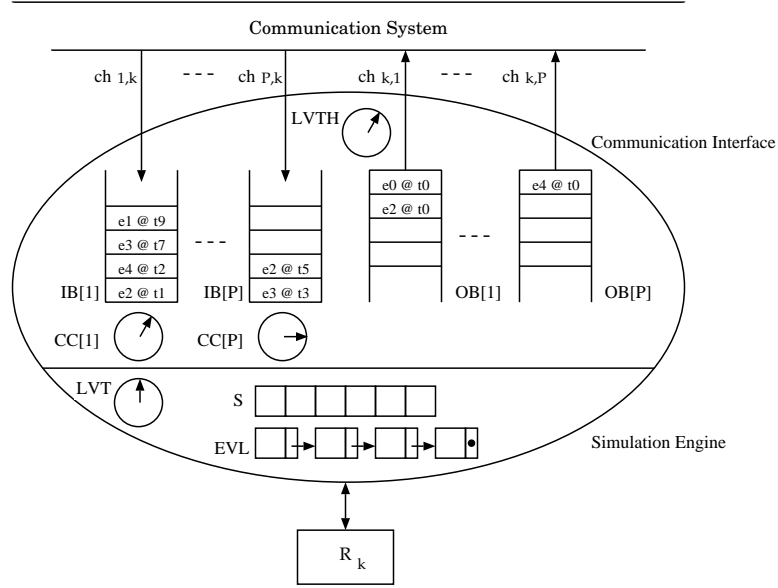 Communication System
ch 1,k
- - -
ch P,k
ch k,1
- - -
ch k,P
LVTH
Communication Interface
e0 @ t0
e4 @ t0
e1 @ t9
e2 @ t0
e3 @ t7
- - -
- - -
e4 @ t2
e2 @ t5
IB[1]
e2 @ t1
IB[P]
e3 @ t3
OB[1]
OB[P]
CC[1]
CC[P]
LVT
S
EVL
Simulation Engine
R k